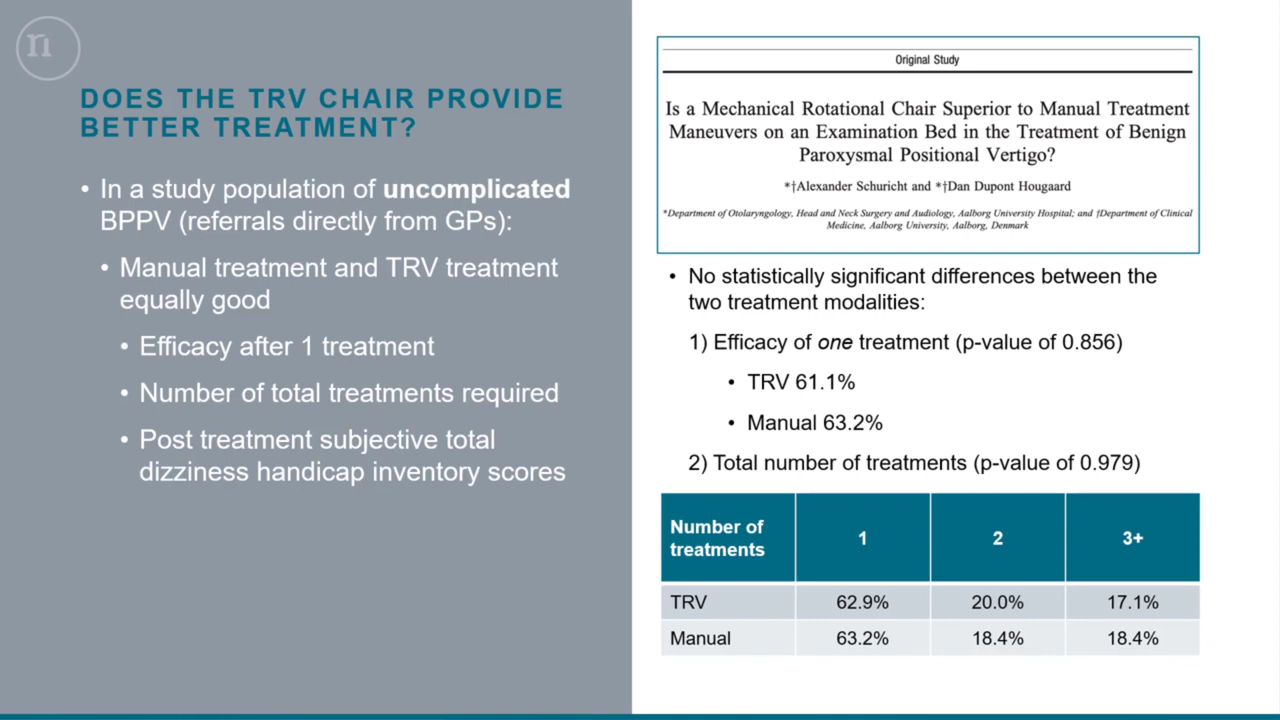 n
DOES THE TRV CHAIR PROVIDE
BETTER TREATMENT?
• In a study population of uncomplicated
BPPV (referrals directly from GPs):
• Manual treatment and TRV treatment
equally good
• Efficacy after 1 treatment
• Number of total treatments required
• Post treatment subjective total
dizziness handicap inventory scores
Original Study
Is a Mechanical Rotational Chair Superior to Manual Treatment
Maneuvers on an Examination Bed in the Treatment of Benign
Paroxysmal Positional Vertigo?
*†Alexander Schuricht and *†Dan Dupont Hougaard
*Department of Otolaryngology, Head and Neck Surgery and Audiology, Aalborg University Hospital; and †Department of Clinical
Medicine, Aalborg University, Aalborg, Denmark
• No statistically significant differences between the
two treatment modalities:
1) Efficacy of one treatment (p-value of 0.856)
• TRV 61.1%
• Manual 63.2%
2) Total number of treatments (p-value of 0.979)
Number of
treatments
1 2 3+
TRV 62.9% 20.0% 17.1%
Manual 63.2% 18.4% 18.4%